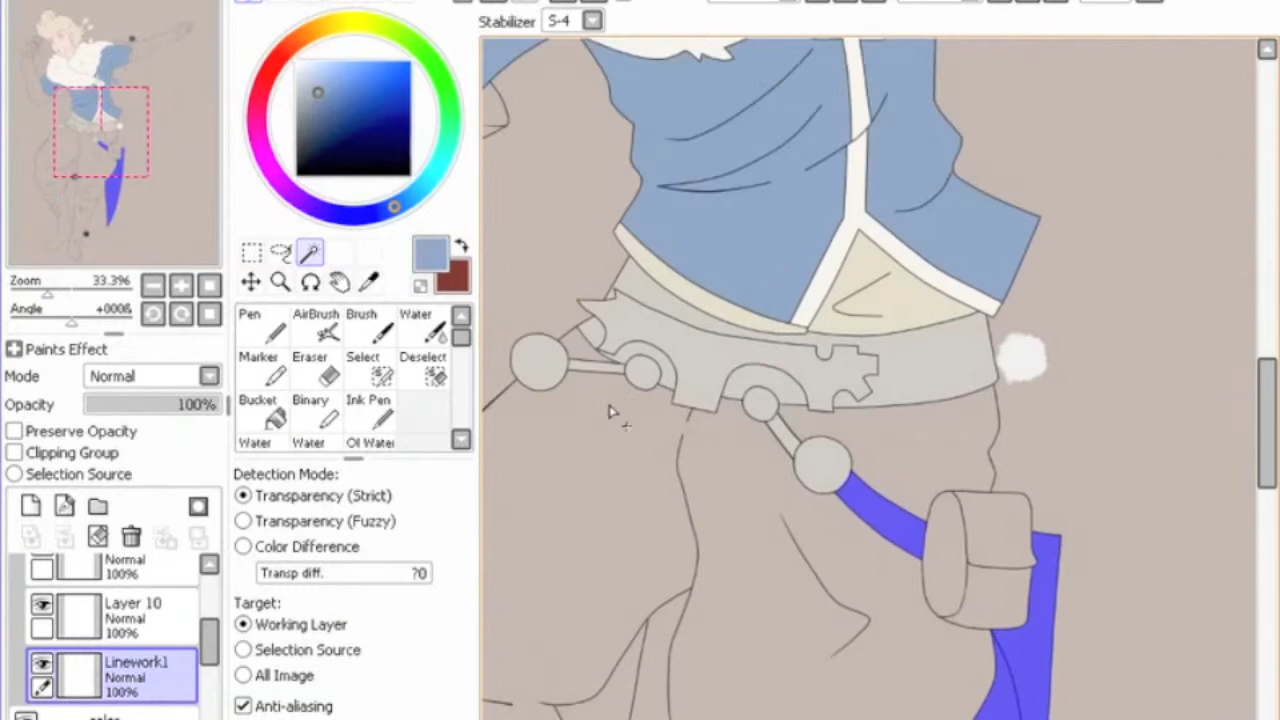 Stabilizer S-4
Zoom 33.3%
Angle +000ß
Paints Effect
Mode Normal
Opacity 100%
Preserve Opacity
Clipping Group
Selection Source
Normal
100%
Layer 10
Normal
100%
Linework1
Normal
100%
color
Pen AirBrush Brush Water
Marker Eraser Select Deselect
Bucket Binary Ink Pen
Water Water Oil Water
Detection Mode:
Transparency (Strict)
Transparency (Fuzzy)
Color Difference
Transp diff. ?0
Target:
Working Layer
Selection Source
All Image
Anti-aliasing